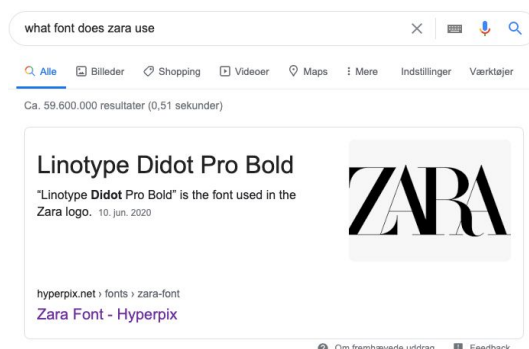 what font does zara use
Alle Billeder Shopping Videoer Maps Mere Indstillinger Værktøjer
Ca. 59.600.000 resultater (0,51 sekunder)
Linotype Didot Pro Bold
"Linotype Didot Pro Bold" is the font used in the
Zara logo. 10. jun. 2020
ZARA
hyperpix.net › fonts › zara-font
Zara Font - Hyperpix
Om fremhævede uddrag Feedback